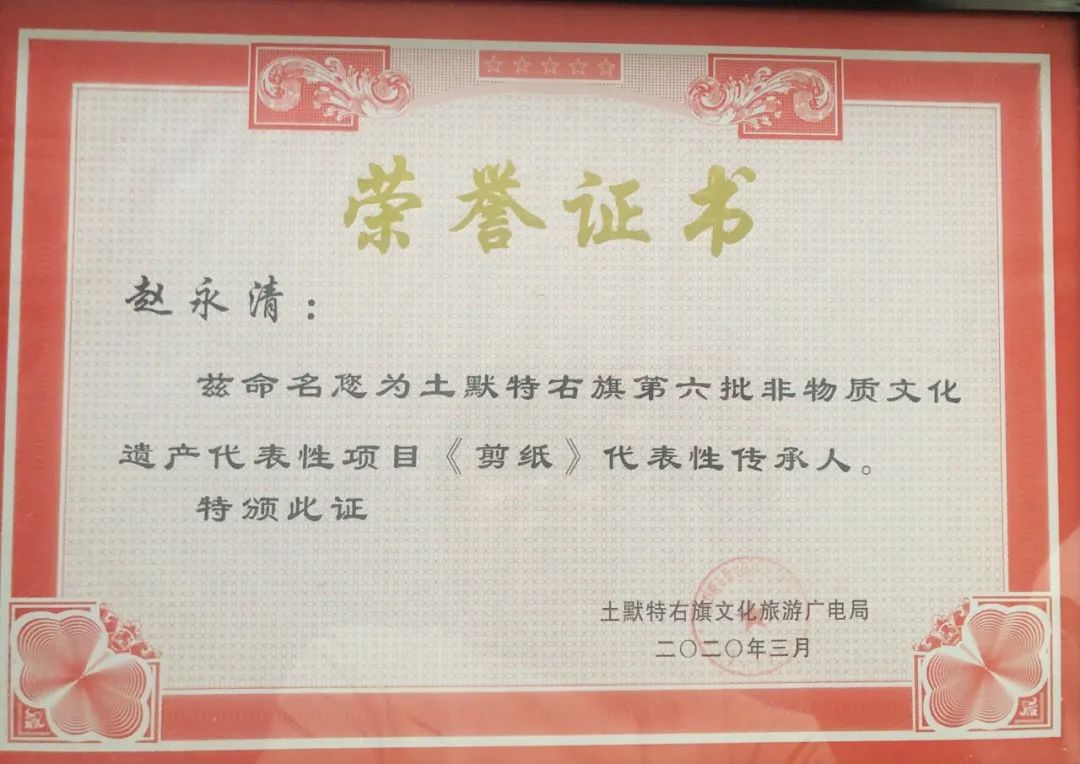 荣誉证书
赵永清：
兹命名您为土默特右旗第六批非物质文化
遗产代表性项目《剪纸》代表性传承人。
特颁此证
土默特右旗文化旅游广电局
二〇二〇年三月